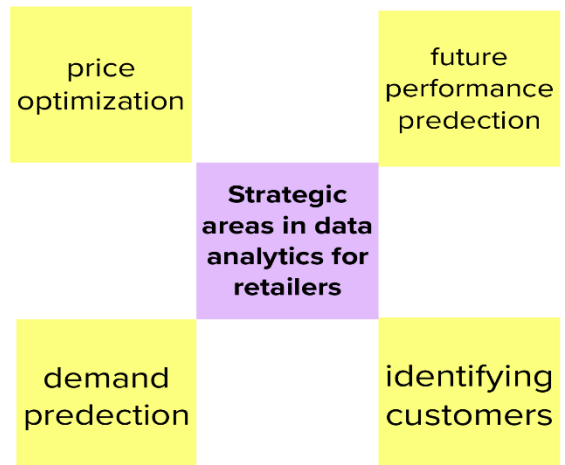 price
optimization
future
performance
predection
Strategic
areas in data
analytics for
retailers
demand
predection
identifying
customers